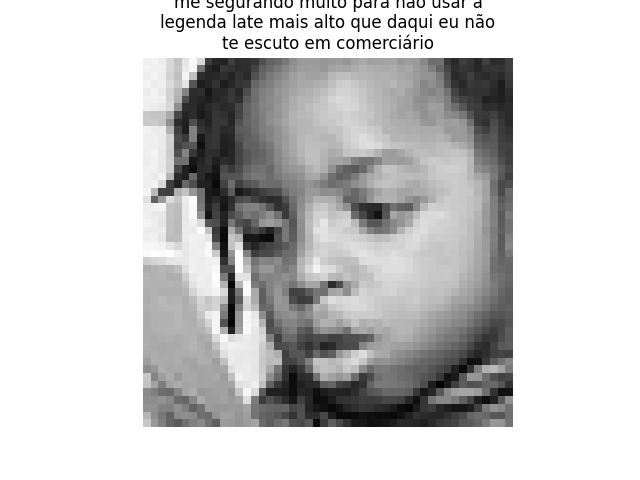 me segurando muito para não usar a
legenda late mais alto que daqui eu não
te escuto em comerciário